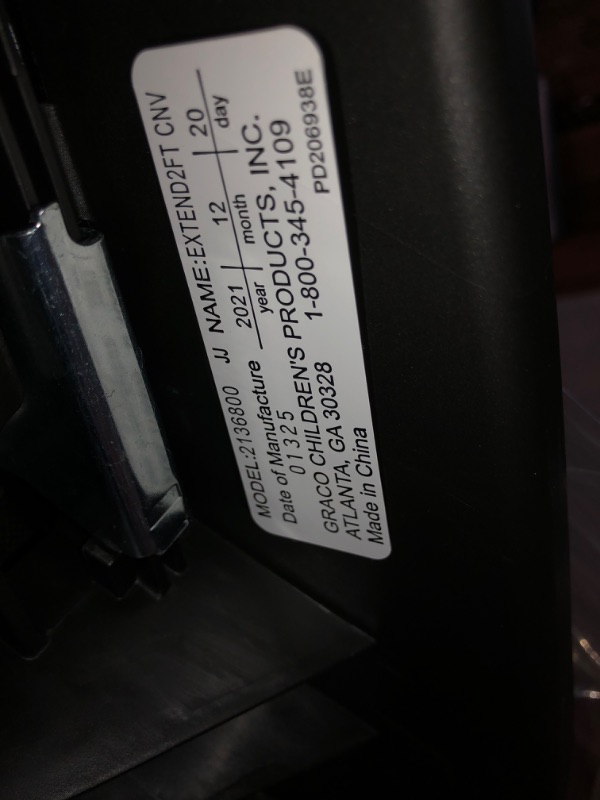 MODEL:2136800 JJ NAME:EXTEND2FT CNV
Date of Manufacture 2021 12 20
year month day
01325
GRACO CHILDREN'S PRODUCTS, INC.
ATLANTA, GA 30328 1-800-345-4109
Made in China PD206938E